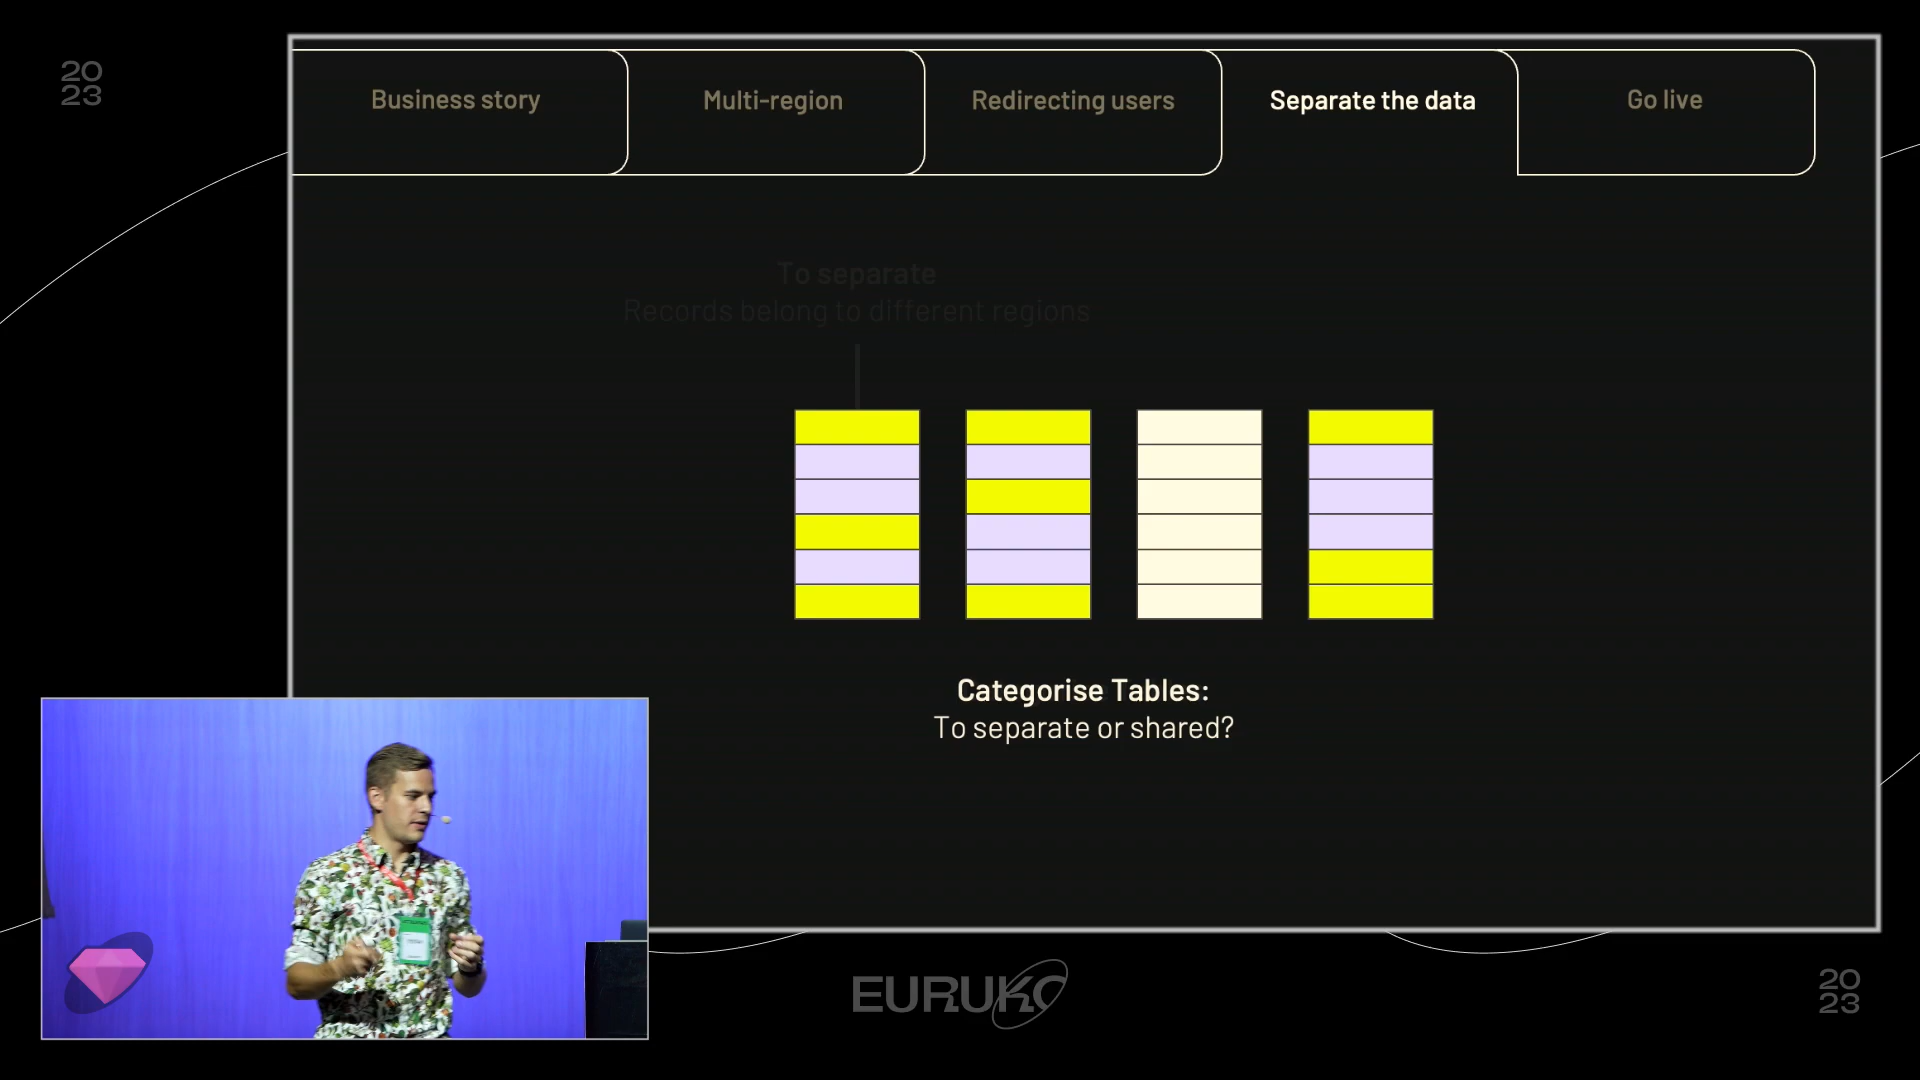 20
23
Business story
Multi-region
Redirecting users
Separate the data
Go live
To separate
Records belong to different regions
Categorise Tables:
To separate or shared?
EURUKO
20
23